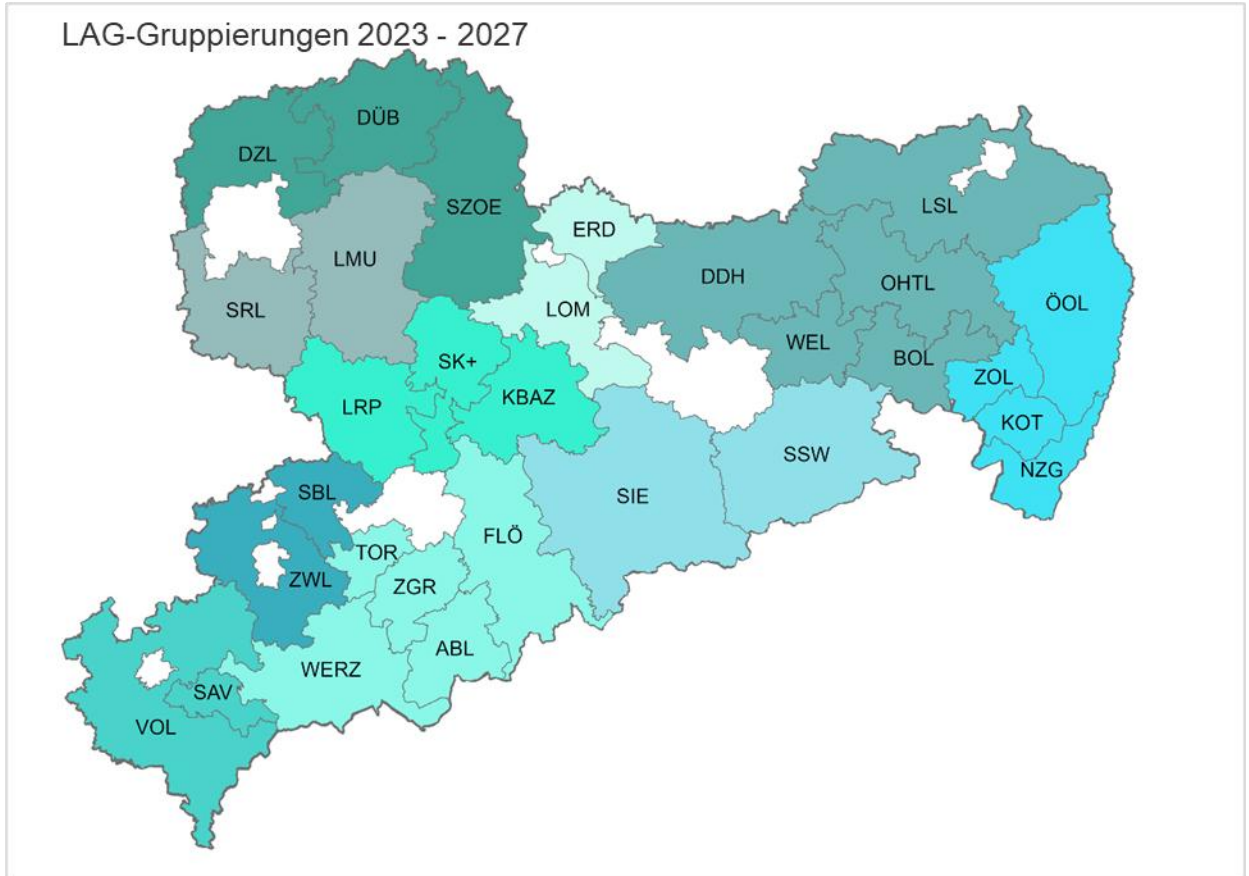 LAG-Gruppierungen 2023 - 2027
DÜB
DZL
LSL
SZOE
ERD
LMU
DDH
OHTL
ÖOL
SRL
LOM
WEL
BOL
SK+
ZOL
KBAZ
LRP
KOT
SSW
NZG
SBL
SIE
FLÖ
TOR
ZWL
ZGR
ABL
WERZ
SAV
VOL